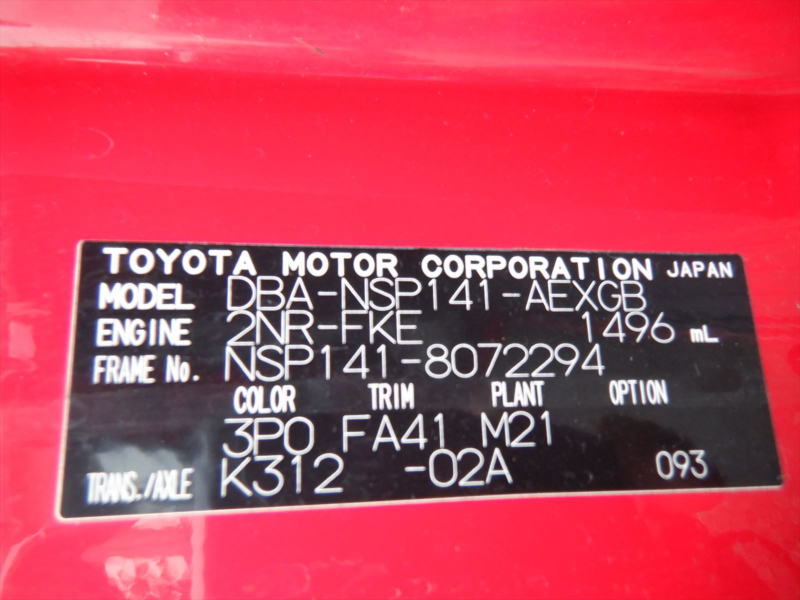 TOYOTA MOTOR CORPORATION JAPAN
MODEL DBA-NSP141-AEXGB
ENGINE 2NR-FKE 1496 mL
FRAME No. NSP141-8072294
COLOR TRIM PLANT OPTION
3P0 FA41 M21
TRANS./AXLE K312 -02A 093